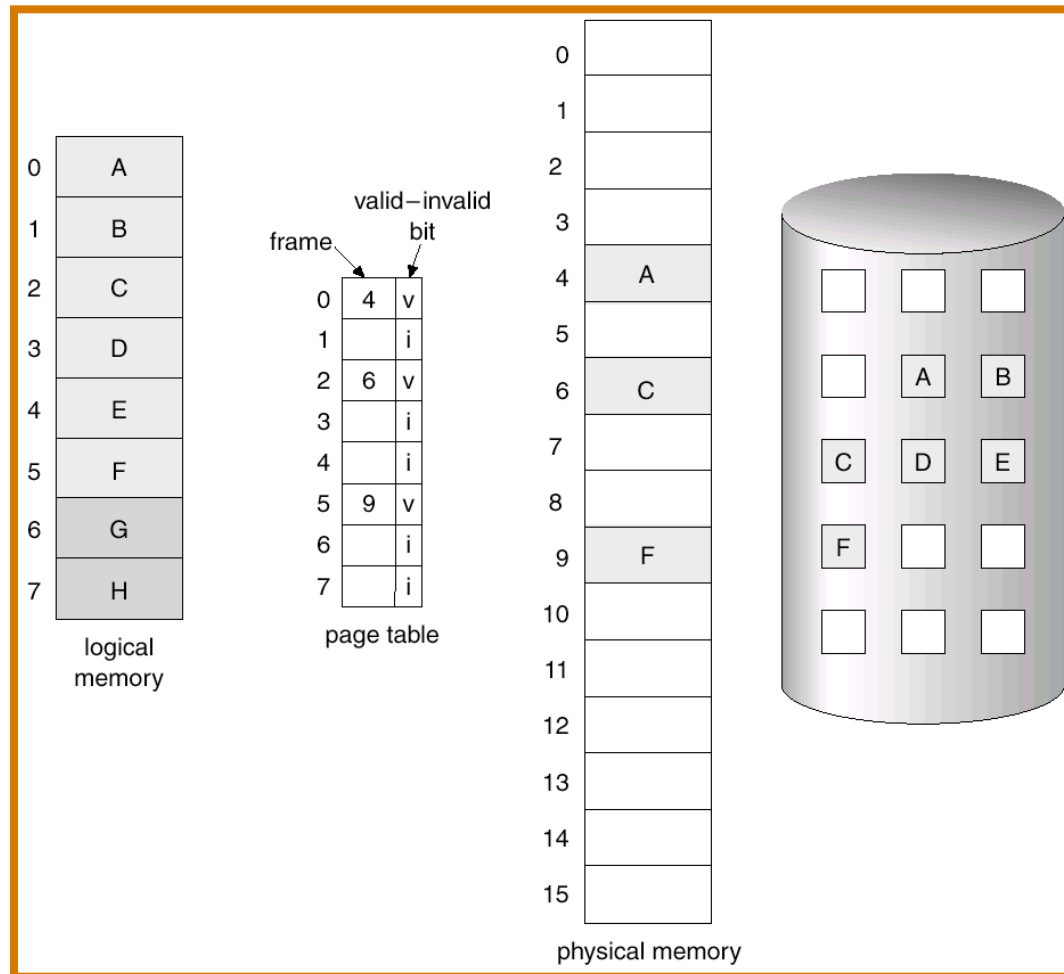 0 A
1 B
2 C
3 D
4 E
5 F
6 G
7 H
logical
memory
valid–invalid
bit
frame
0 4 v
1 i
2 6 v
3 i
4 i
5 9 v
6 i
7 i
page table
0
1
2
3
4 A
5
6 C
7
8
9 F
10
11
12
13
14
15
physical memory
A B
C D E
F